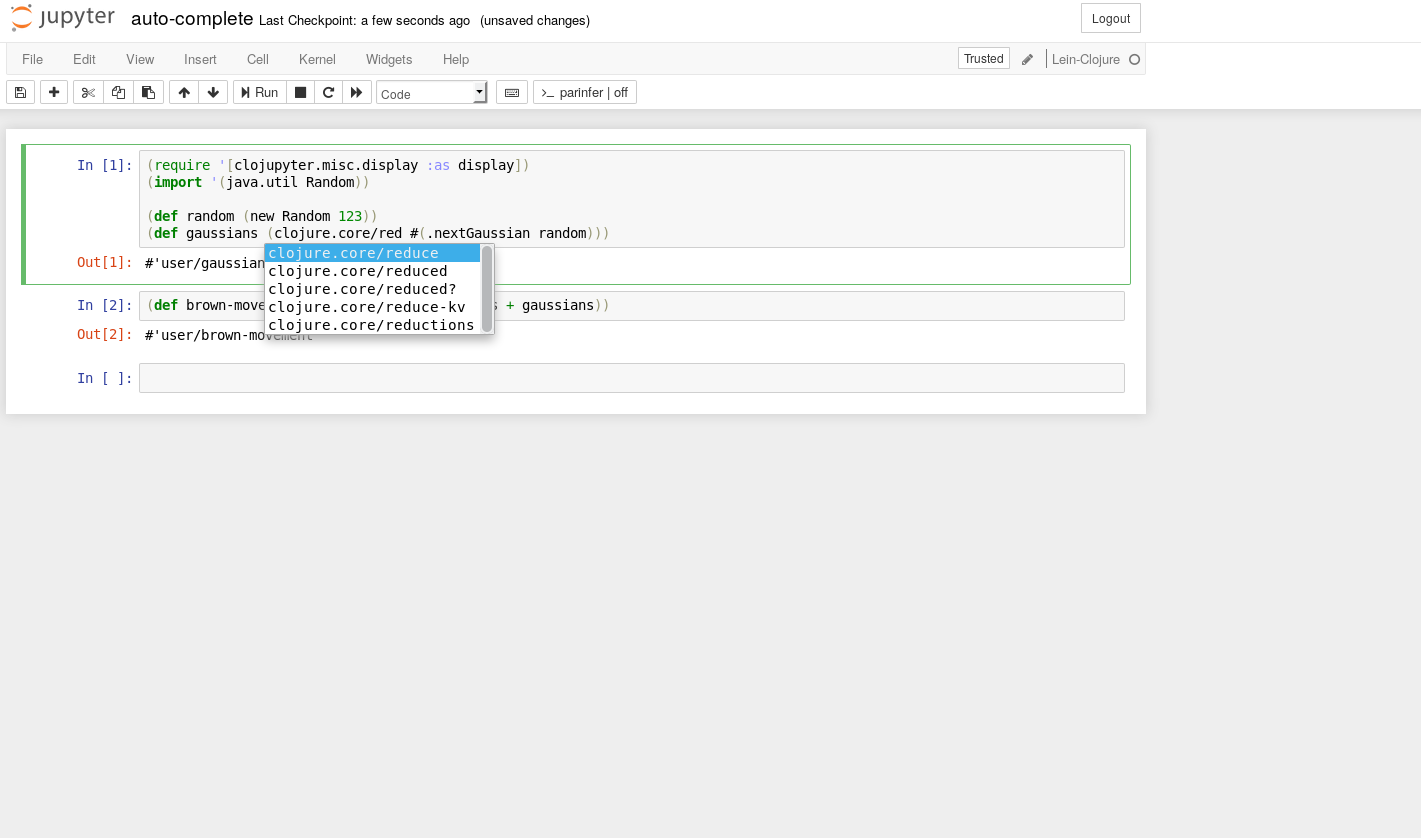 jupyter auto-complete Last Checkpoint: a few seconds ago (unsaved changes) Logout
File Edit View Insert Cell Kernel Widgets Help Trusted Lein-Clojure
Run Code >_ parinfer | off
In [1]: (require '[clojupyter.misc.display :as display])
(import '(java.util Random))
(def random (new Random 123))
(def gaussians (clojure.core/red #(.nextGaussian random)))
clojure.core/reduce
clojure.core/reduced
clojure.core/reduced?
clojure.core/reduce-kv
clojure.core/reductions
Out[1]: #'user/gaussian
In [2]: (def brown-move s + gaussians))
Out[2]: #'user/brown-movement
In [ ]: